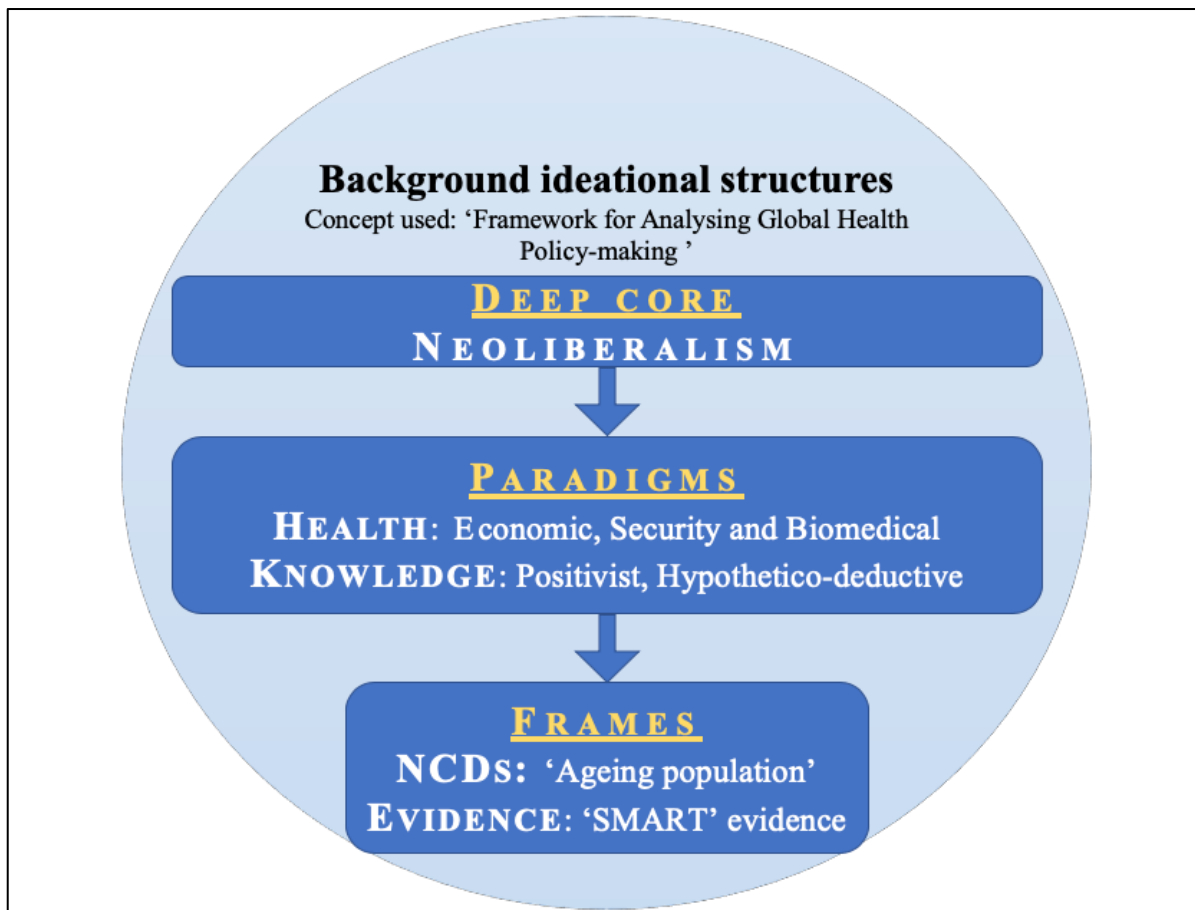 Background ideational structures
Concept used: ‘Framework for Analysing Global Health
Policy-making ’
DEEP CORE
NEOLIBERALISM
PARADIGMS
HEALTH: Economic, Security and Biomedical
KNOWLEDGE: Positivist, Hypothetico-deductive
FRAMES
NCDS: ‘Ageing population’
EVIDENCE: ‘SMART’ evidence